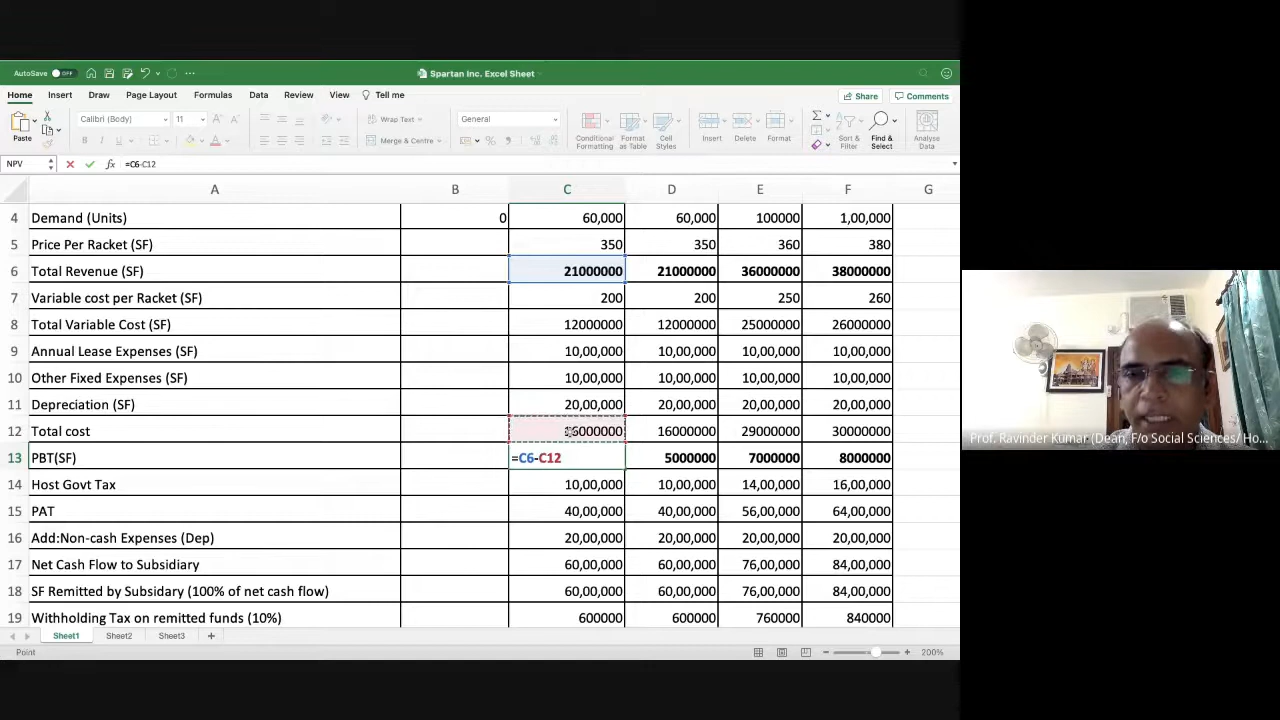 AutoSave OFF
Spartan Inc. Excel Sheet
Home Insert Draw Page Layout Formulas Data Review View Tell me Share Comments
Paste Calibri (Body) 11 Wrap Text General Conditional Formatting Format as Table Cell Styles Insert Delete Format Sort & Filter Find & Select Analyse Data
Merge & Centre
NPV fx =C6-C12
A B C D E F G
4 Demand (Units) 0 60,000 60,000 100000 1,00,000
5 Price Per Racket (SF) 350 350 360 380
6 Total Revenue (SF) 21000000 21000000 36000000 38000000
7 Variable cost per Racket (SF) 200 200 250 260
8 Total Variable Cost (SF) 12000000 12000000 25000000 26000000
9 Annual Lease Expenses (SF) 10,00,000 10,00,000 10,00,000 10,00,000
10 Other Fixed Expenses (SF) 10,00,000 10,00,000 10,00,000 10,00,000
11 Depreciation (SF) 20,00,000 20,00,000 20,00,000 20,00,000
12 Total cost 16000000 16000000 29000000 30000000
13 PBT(SF) =C6-C12 5000000 7000000 8000000
14 Host Govt Tax 10,00,000 10,00,000 14,00,000 16,00,000
15 PAT 40,00,000 40,00,000 56,00,000 64,00,000
16 Add:Non-cash Expenses (Dep) 20,00,000 20,00,000 20,00,000 20,00,000
17 Net Cash Flow to Subsidiary 60,00,000 60,00,000 76,00,000 84,00,000
18 SF Remitted by Subsidary (100% of net cash flow) 60,00,000 60,00,000 76,00,000 84,00,000
19 Withholding Tax on remitted funds (10%) 600000 600000 760000 840000
Sheet1 Sheet2 Sheet3 +
Point 200%
Prof. Ravinder Kumar (Dean, F/o Social Sciences/ Ho...